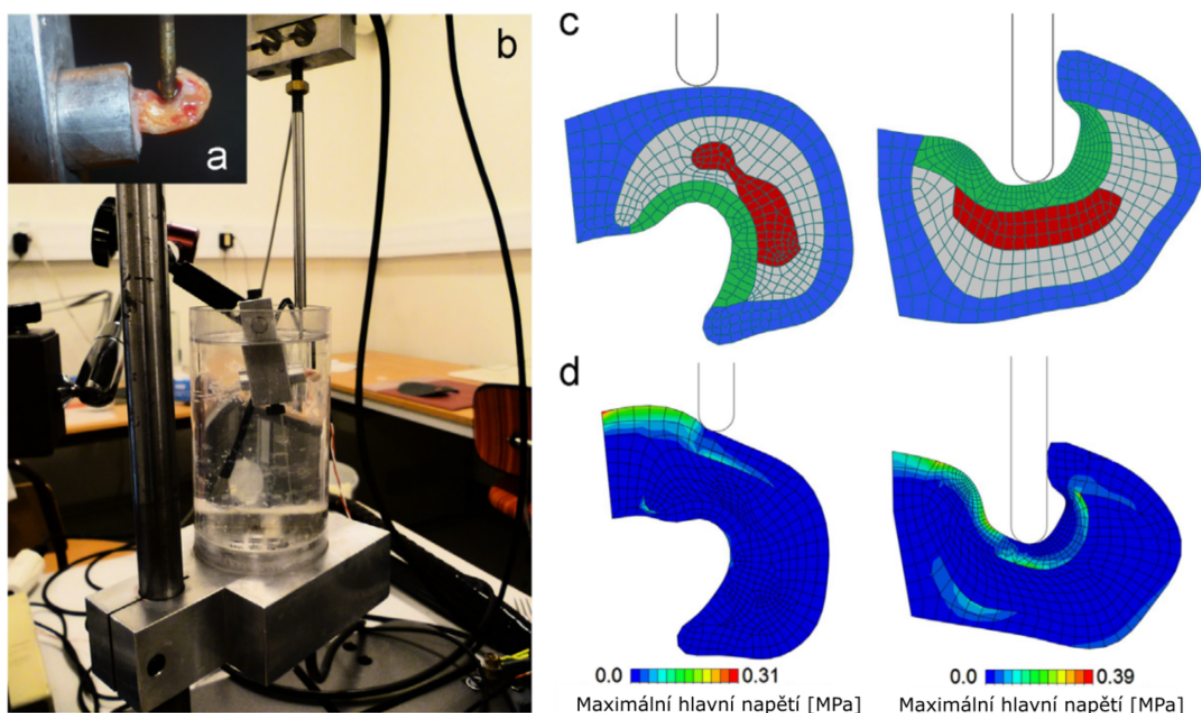 a
b
c
d
0.0 0.31
Maximální hlavní napětí [MPa]
0.0 0.39
Maximální hlavní napětí [MPa]